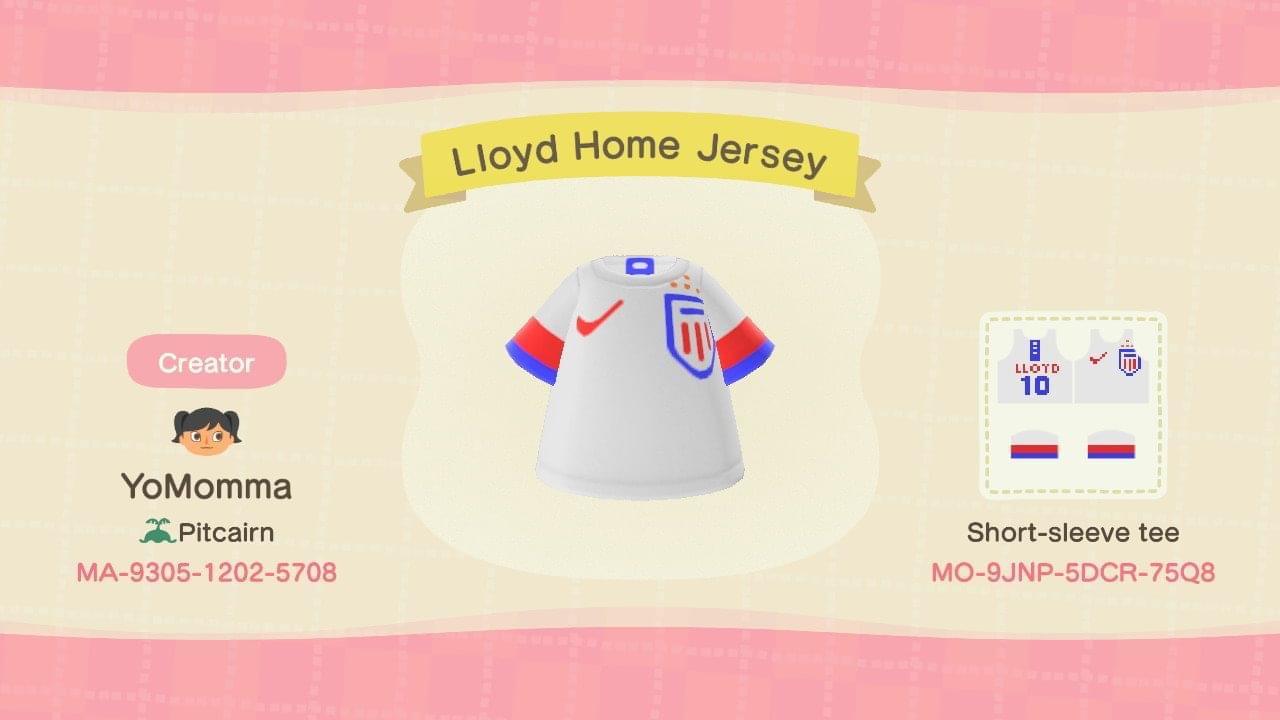 Lloyd Home Jersey
Creator
YoMomma
Pitcairn
MA-9305-1202-5708
LLOYD
10
Short-sleeve tee
MO-9JNP-5DCR-75Q8